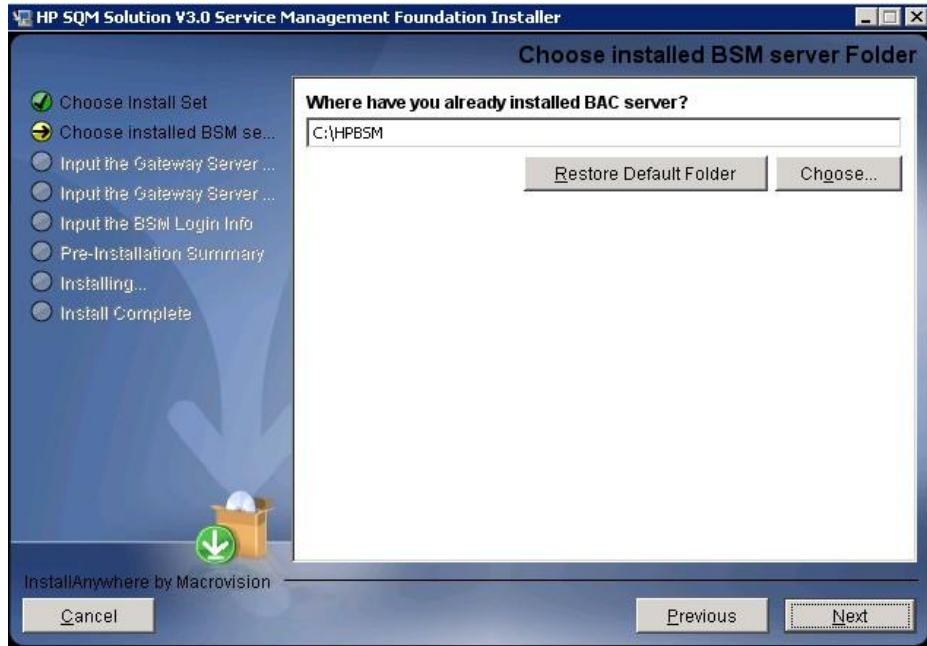 HP SQM Solution V3.0 Service Management Foundation Installer
Choose installed BSM server Folder
Choose Install Set
Choose installed BSM se...
Input the Gateway Server ...
Input the Gateway Server ...
Input the BSM Login Info
Pre-Installation Summary
Installing...
Install Complete
Where have you already installed BAC server?
C:\HPBSM
Restore Default Folder
Choose...
InstallAnywhere by Macrovision
Cancel
Previous
Next